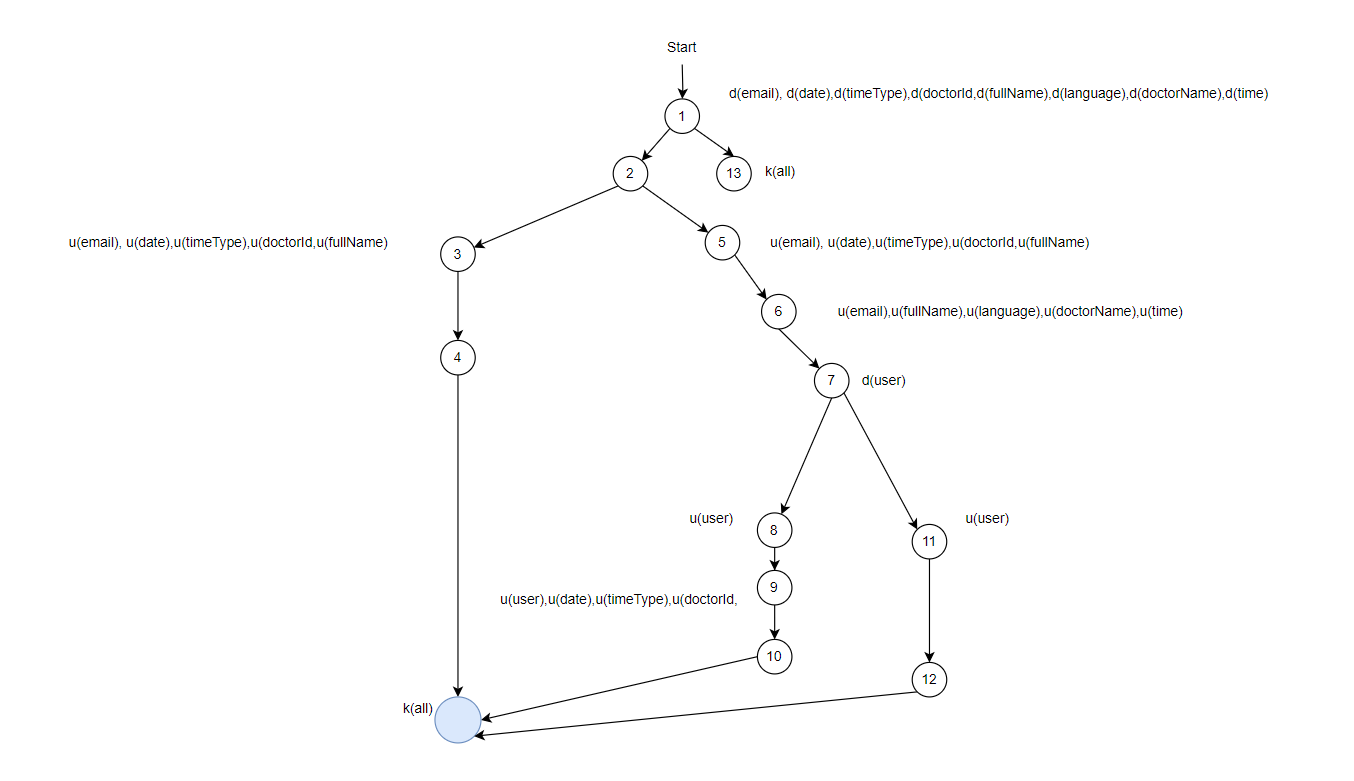 Start
d(email), d(date),d(timeType),d(doctorId,d(fullName),d(language),d(doctorName),d(time)
1
2
13
k(all)
u(email), u(date),u(timeType),u(doctorId,u(fullName)
3
5
u(email), u(date),u(timeType),u(doctorId,u(fullName)
6
u(email),u(fullName),u(language),u(doctorName),u(time)
4
7
d(user)
u(user)
8
u(user)
11
9
u(user),u(date),u(timeType),u(doctorId,
10
12
k(all)